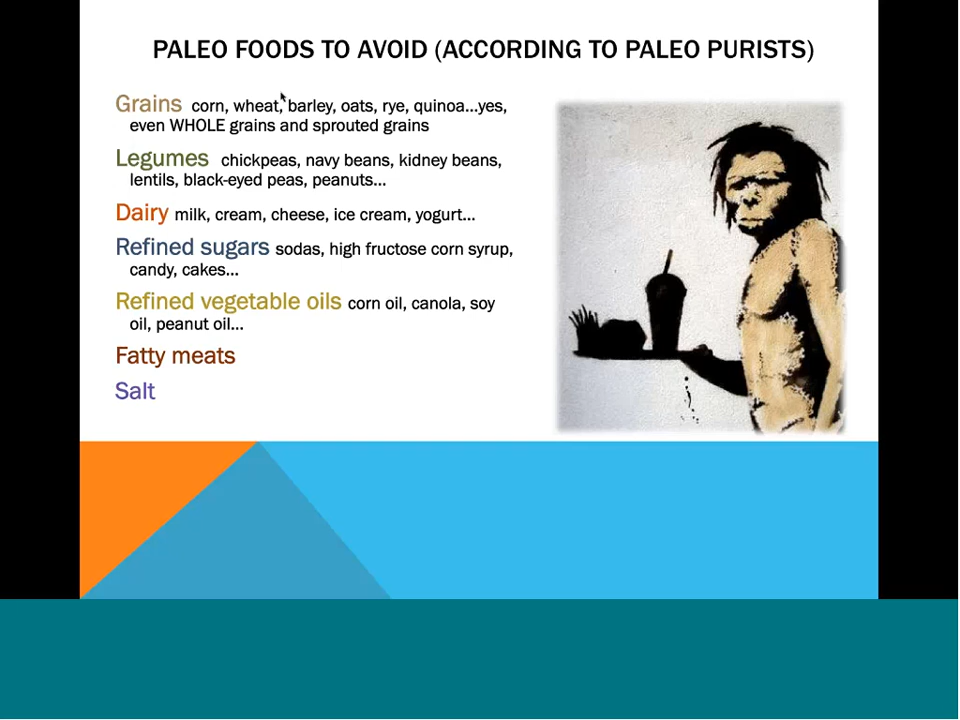 PALEO FOODS TO AVOID (ACCORDING TO PALEO PURISTS)
Grains corn, wheat, barley, oats, rye, quinoa...yes,
even WHOLE grains and sprouted grains
Legumes chickpeas, navy beans, kidney beans,
lentils, black-eyed peas, peanuts...
Dairy milk, cream, cheese, ice cream, yogurt...
Refined sugars sodas, high fructose corn syrup,
candy, cakes...
Refined vegetable oils corn oil, canola, soy
oil, peanut oil...
Fatty meats
Salt